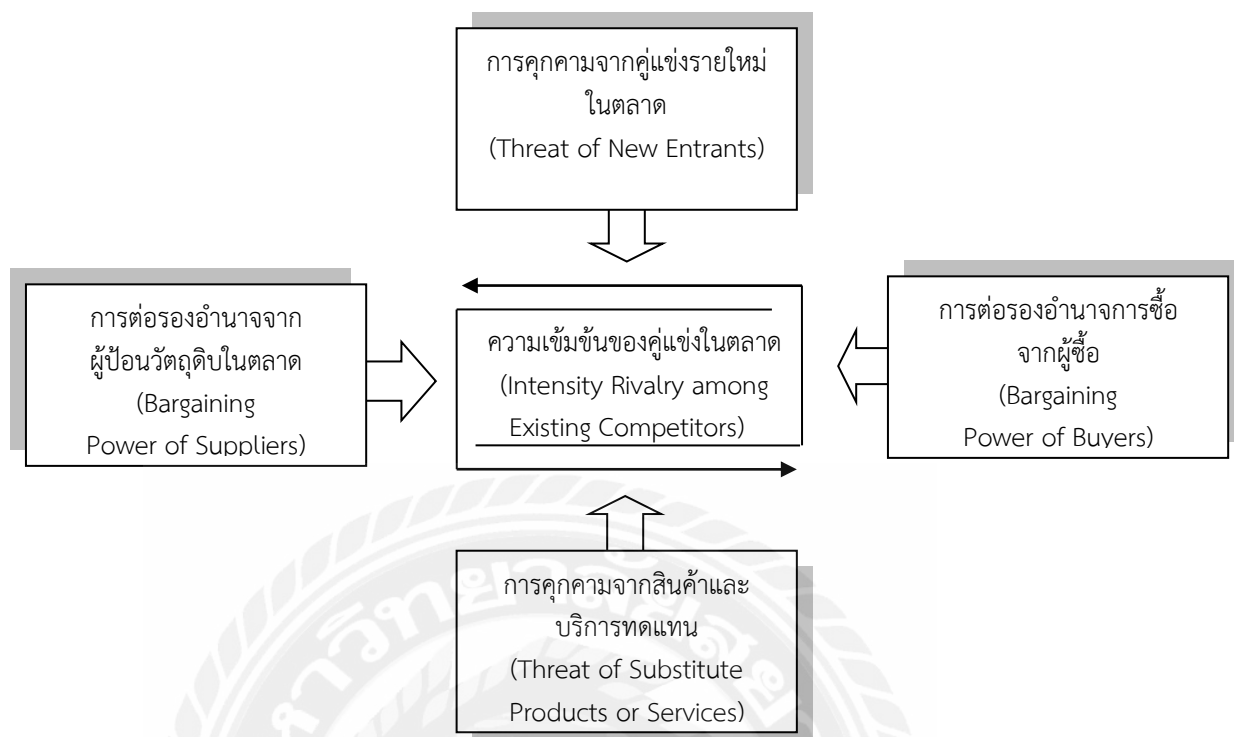 การคุกคามจากคู่แข่งรายใหม่
ในตลาด
(Threat of New Entrants)
การต่อรองอำนาจจาก
ผู้ป้อนวัตถุดิบในตลาด
(Bargaining
Power of Suppliers)
ความเข้มข้นของคู่แข่งในตลาด
(Intensity Rivalry among
Existing Competitors)
การต่อรองอำนาจการซื้อ
จากผู้ซื้อ
(Bargaining
Power of Buyers)
การคุกคามจากสินค้าและ
บริการทดแทน
(Threat of Substitute
Products or Services)